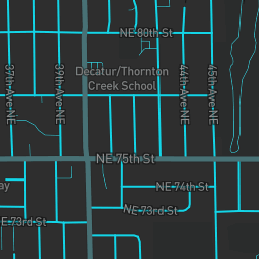 NE 80th St
Decatur/Thornton
Creek School
37th Ave NE
39th Ave NE
44th Ave NE
45th Ave NE
NE 75th St
ay
NE 74th St
NE 73rd St
E 73rd St